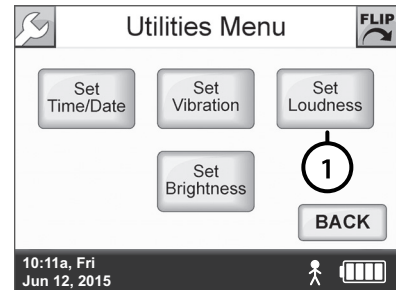 Utilities Menu
FLIP
Set
Time/Date
Set
Vibration
Set
Loudness
1
Set
Brightness
BACK
10:11a, Fri
Jun 12, 2015